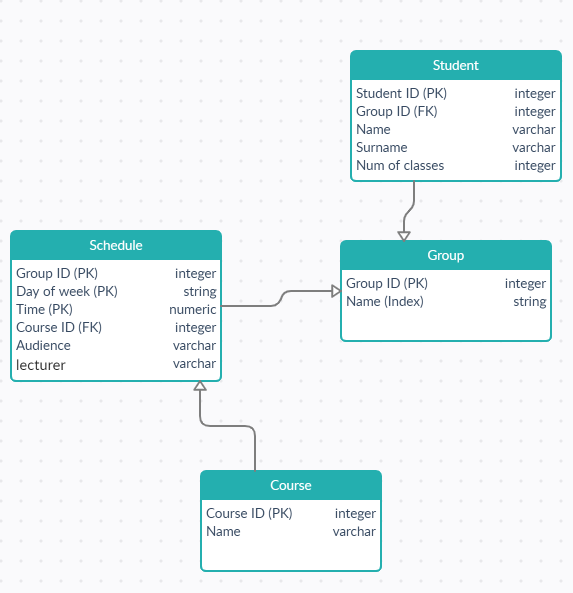 Student
Student ID (PK) integer
Group ID (FK) integer
Name varchar
Surname varchar
Num of classes integer
Schedule
Group ID (PK) integer
Day of week (PK) string
Time (PK) numeric
Course ID (FK) integer
Audience varchar
lecturer varchar
Group
Group ID (PK) integer
Name (Index) string
Course
Course ID (PK) integer
Name varchar